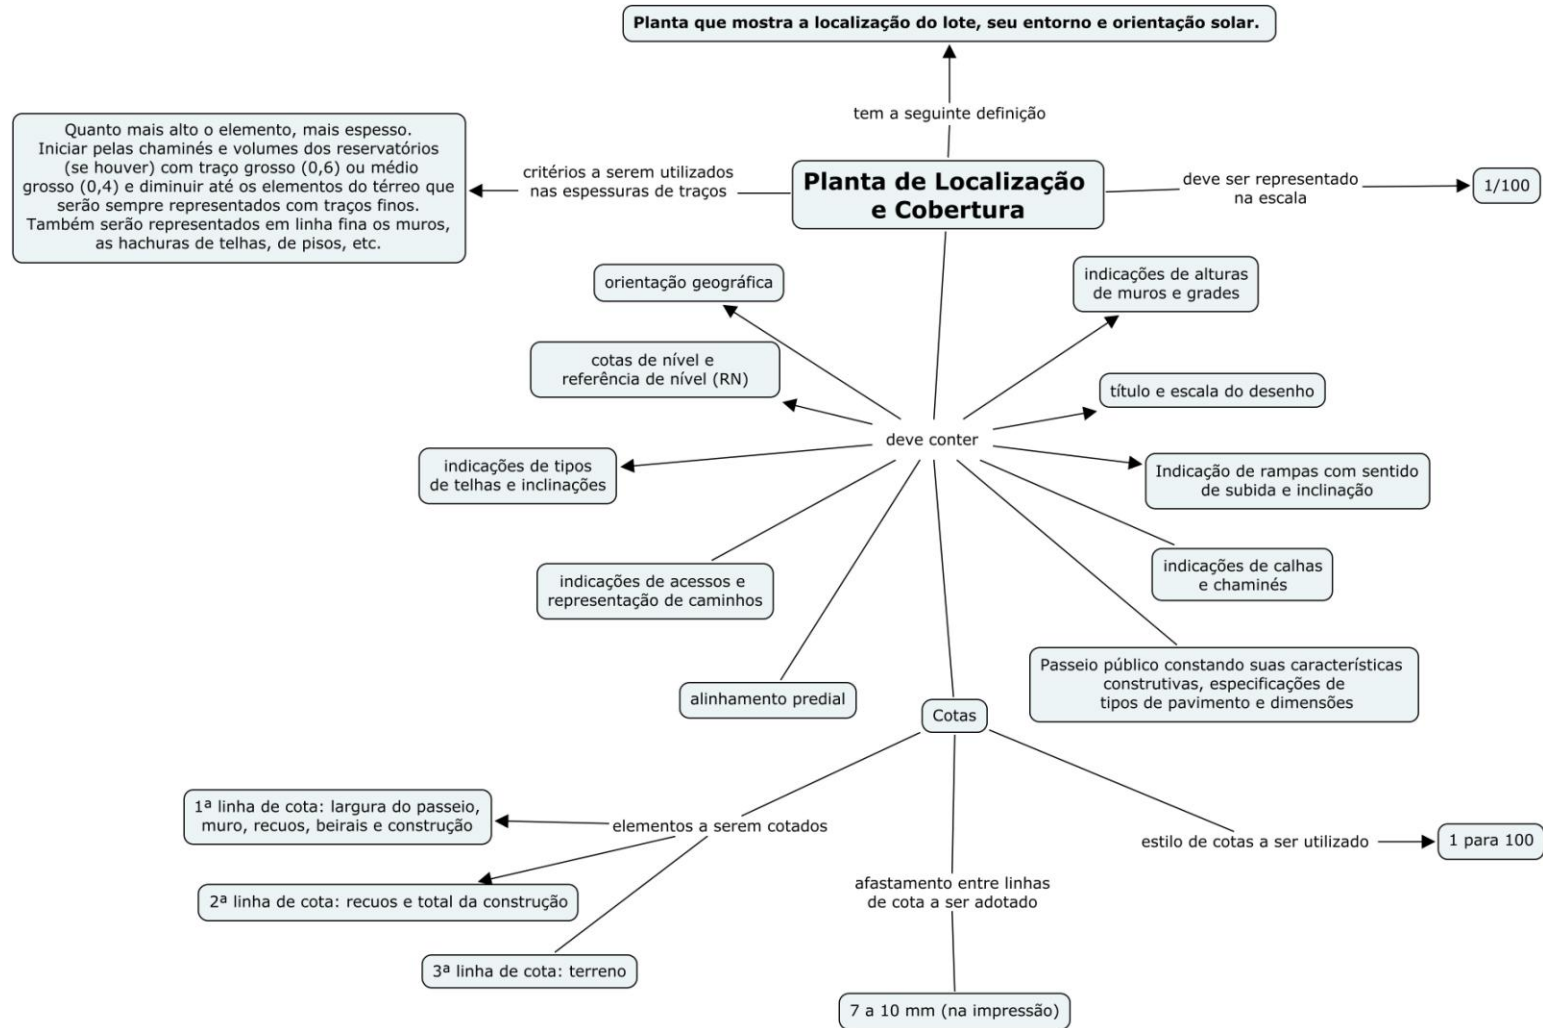 Planta que mostra a localização do lote, seu entorno e orientação solar.
tem a seguinte definição
Quanto mais alto o elemento, mais espesso.
Iniciar pelas chaminés e volumes dos reservatórios
(se houver) com traço grosso (0,6) ou médio
grosso (0,4) e diminuir até os elementos do térreo que
serão sempre representados com traços finos.
Também serão representados em linha fina os muros,
as hachuras de telhas, de pisos, etc.
critérios a serem utilizados
nas espessuras de traços
Planta de Localização
e Cobertura
deve ser representado
na escala
1/100
orientação geográfica
indicações de alturas
de muros e grades
cotas de nível e
referência de nível (RN)
título e escala do desenho
deve conter
indicações de tipos
de telhas e inclinações
Indicação de rampas com sentido
de subida e inclinação
indicações de acessos e
representação de caminhos
indicações de calhas
e chaminés
alinhamento predial
Passeio público constando suas características
construtivas, especificações de
tipos de pavimento e dimensões
Cotas
1ª linha de cota: largura do passeio,
muro, recuos, beirais e construção
elementos a serem cotados
estilo de cotas a ser utilizado
1 para 100
2ª linha de cota: recuos e total da construção
afastamento entre linhas
de cota a ser adotado
3ª linha de cota: terreno
7 a 10 mm (na impressão)